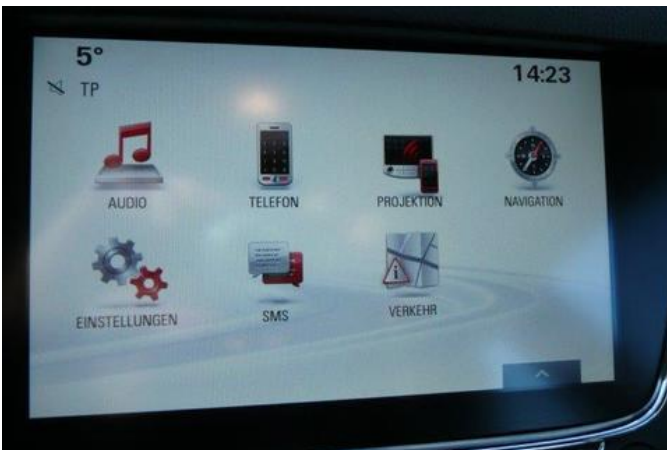 5°
14:23
TP
AUDIO
TELEFON
PROJEKTION
NAVIGATION
EINSTELLUNGEN
SMS
VERKEHR